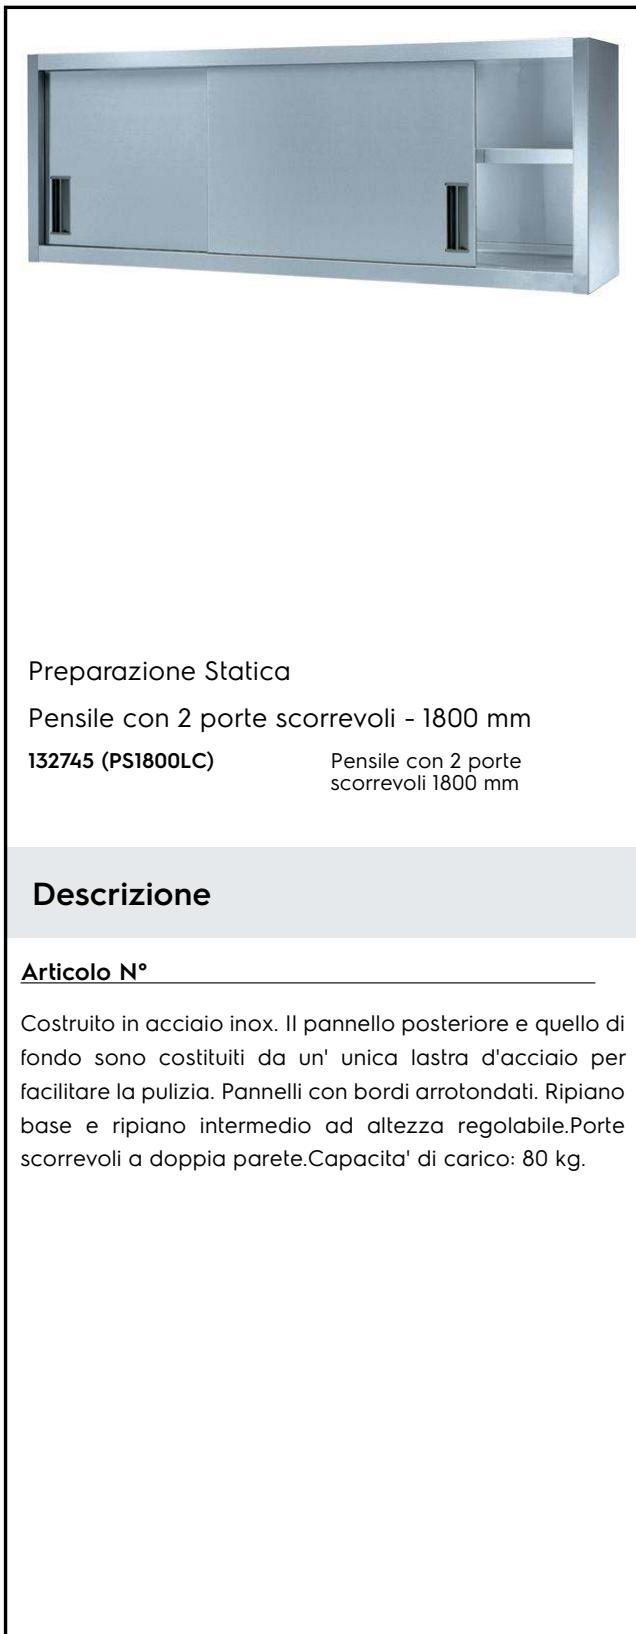 Preparazione Statica
Pensile con 2 porte scorrevoli - 1800 mm
132745 (PS1800LC)
Pensile con 2 porte
scorrevoli 1800 mm
Descrizione
Articolo N°
Costruito in acciaio inox. Il pannello posteriore e quello di
fondo sono costituiti da un' unica lastra d'acciaio per
facilitare la pulizia. Pannelli con bordi arrotondati. Ripiano
base e ripiano intermedio ad altezza regolabile.Porte
scorrevoli a doppia parete.Capacita' di carico: 80 kg.